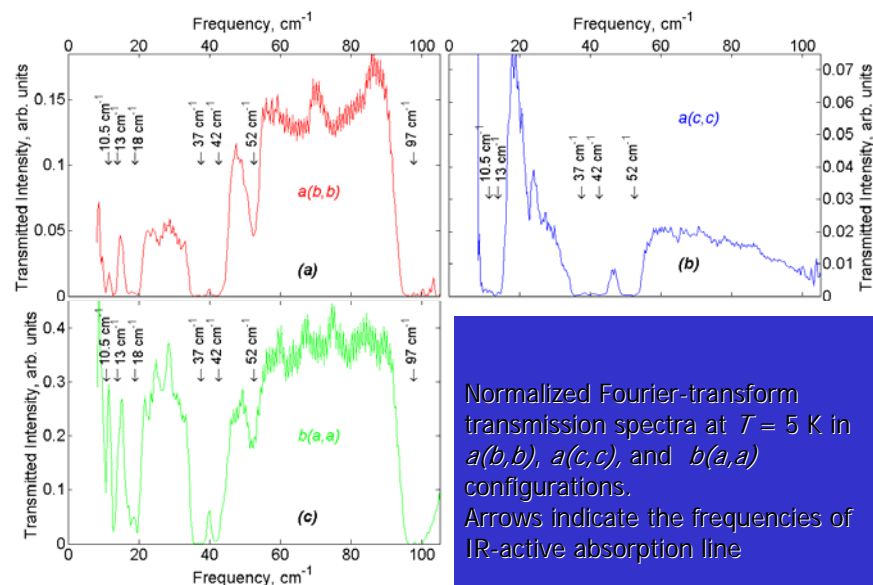 Frequency, cm-1
0 20 40 60 80 100
Transmitted Intensity, arb. units
0.15
0.1
0.05
0
10.5 cm-1
13 cm-1
18 cm-1
37 cm-1
42 cm-1
52 cm-1
97 cm-1
a(b,b)
(a)
Frequency, cm-1
0 20 40 60 80 100
10.5 cm-1
13 cm-1
37 cm-1
42 cm-1
52 cm-1
a(c,c)
(b)
0.07
0.06
0.05
0.04
0.03
0.02
0.01
0
Transmitted Intensity, arb. units
Transmitted Intensity, arb. units
0.4
0.3
0.2
0.1
0
10.5 cm-1
13 cm-1
18 cm-1
37 cm-1
42 cm-1
52 cm-1
97 cm-1
b(a,a)
(c)
0 20 40 60 80 100
Frequency, cm-1
Normalized Fourier-transform
transmission spectra at T = 5 K in
a(b,b), a(c,c), and b(a,a)
configurations.
Arrows indicate the frequencies of
IR-active absorption line